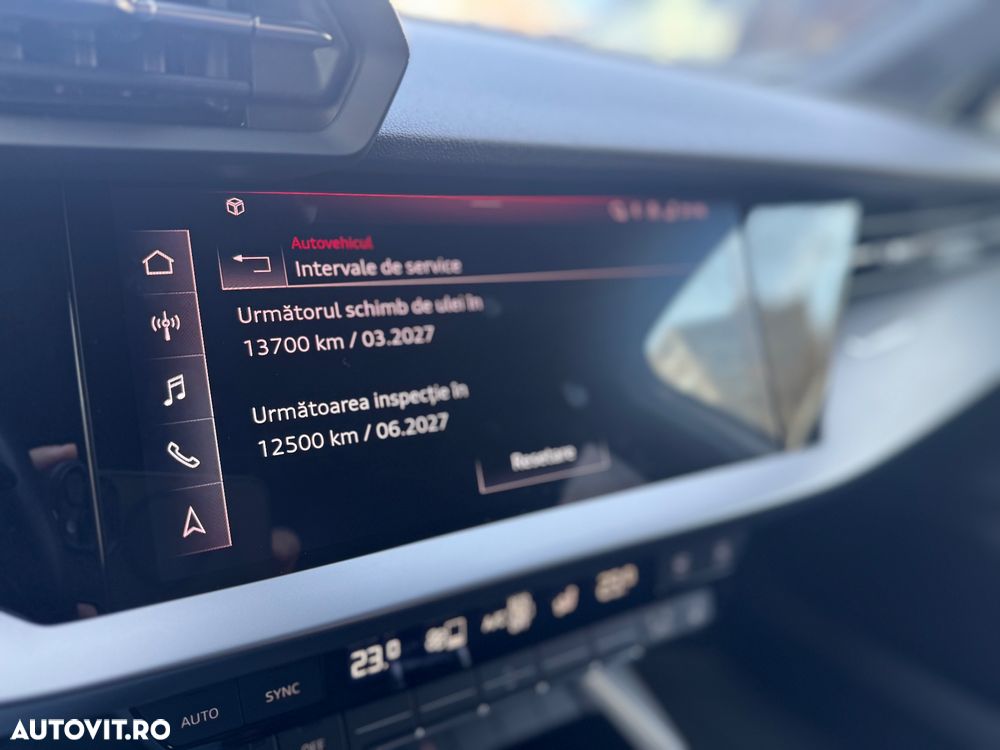 Autovehicul
Intervale de service
Următorul schimb de ulei în
13700 km / 03.2027
Următoarea inspecție în
12500 km / 06.2027
Resetare
23.0
SYNC
AUTO
OFF
AUTOVIT.RO